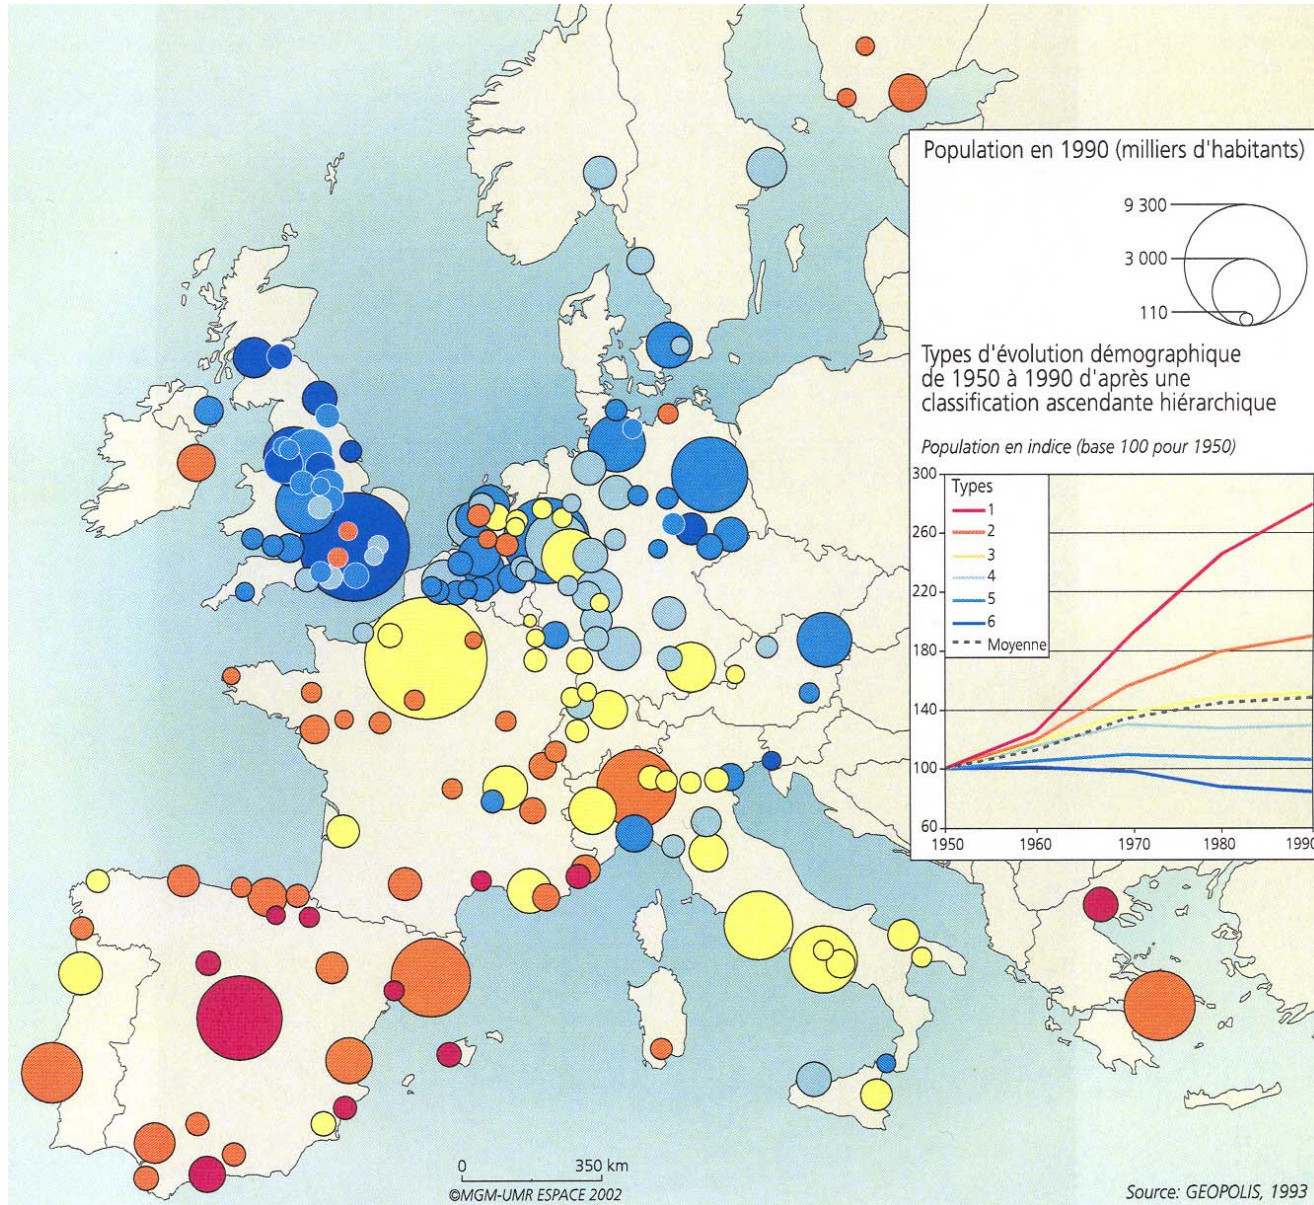 Population en 1990 (milliers d'habitants)
9 300
3 000
110
Types d'évolution démographique
de 1950 à 1990 d'après une
classification ascendante hiérarchique
Population en indice (base 100 pour 1950)
300
260
220
180
140
100
60
Types
1
2
3
4
5
6
Moyenne
1950 1960 1970 1980 1990
0 350 km
©MGM-UMR ESPACE 2002
Source: GEOPOLIS, 1993